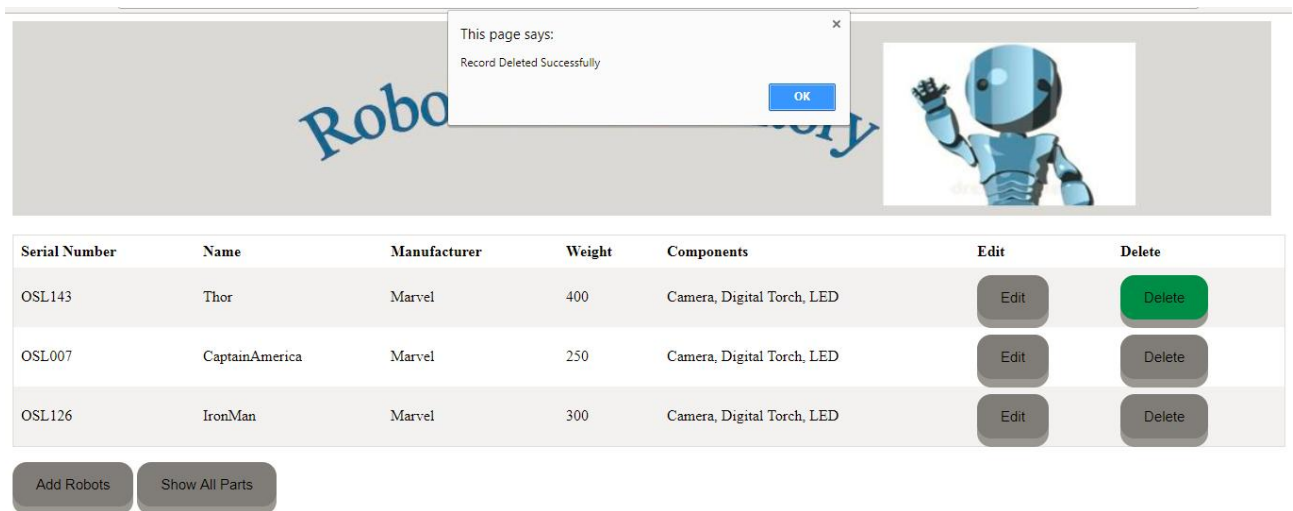 This page says:
Record Deleted Successfully
OK
Serial Number Name Manufacturer Weight Components Edit Delete
OSL143 Thor Marvel 400 Camera, Digital Torch, LED Edit Delete
OSL007 CaptainAmerica Marvel 250 Camera, Digital Torch, LED Edit Delete
OSL126 IronMan Marvel 300 Camera, Digital Torch, LED Edit Delete
Add Robots Show All Parts